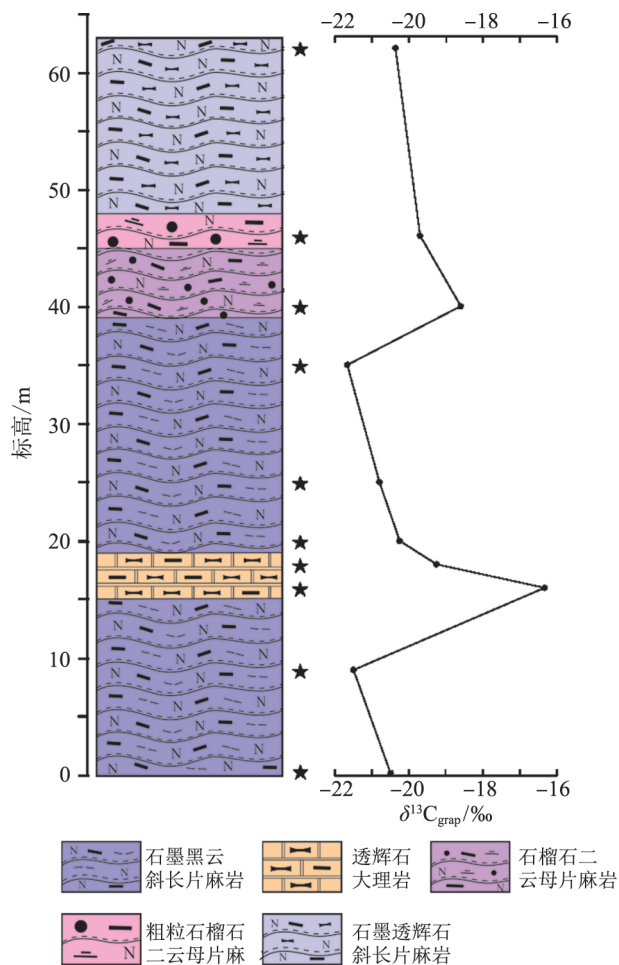 -22 -20 -18 -16
60
50
40
30
20
10
0
标高/m
-22 -20 -18 -16
δ¹³C_grap/‰
石墨黑云
斜长片麻岩
透辉石
大理岩
石榴石二
云母片麻岩
粗粒石榴石
二云母片麻
石墨透辉石
斜长片麻岩